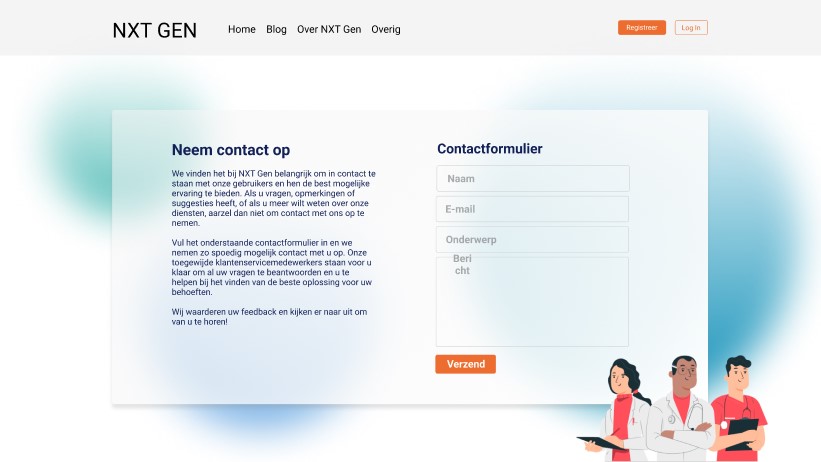 NXT GEN
Home Blog Over NXT Gen Overig
Registreer Log In
Neem contact op
We vinden het bij NXT Gen belangrijk om in contact te
staan met onze gebruikers en hen de best mogelijke
ervaring te bieden. Als u vragen, opmerkingen of
suggesties heeft, of als u meer wilt weten over onze
diensten, aarzel dan niet om contact met ons op te
nemen.
Vul het onderstaande contactformulier in en we
nemen zo spoedig mogelijk contact met u op. Onze
toegewijde klantenservicemedewerkers staan voor u
klaar om al uw vragen te beantwoorden en u te
helpen bij het vinden van de beste oplossing voor uw
behoeften.
Wij waarderen uw feedback en kijken er naar uit om
van u te horen!
Contactformulier
Naam
E-mail
Onderwerp
Beri
cht
Verzend